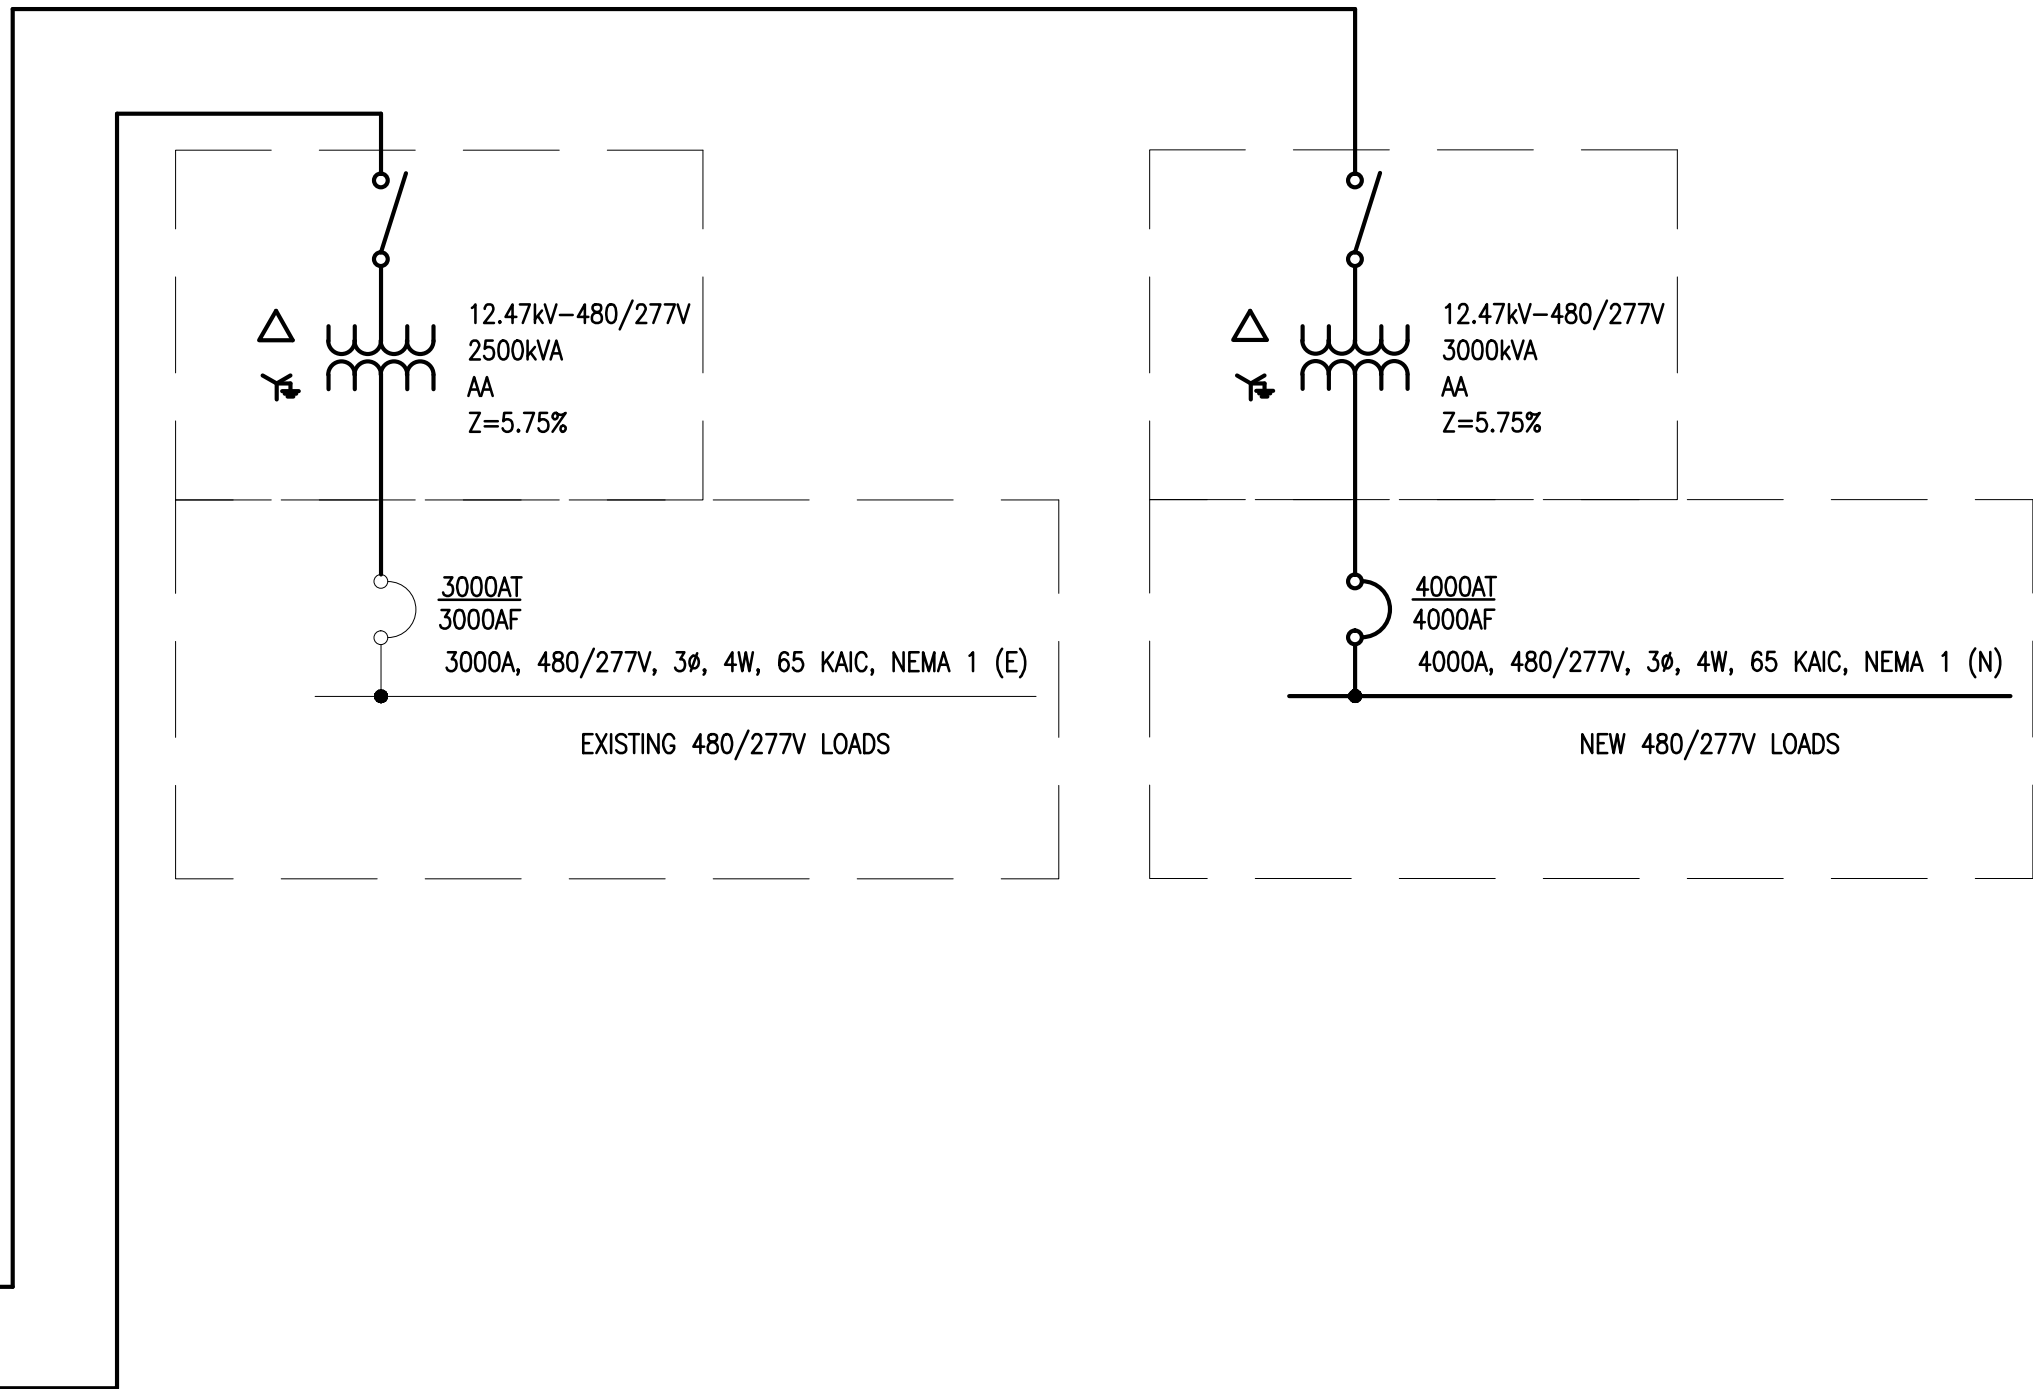 12.47kV-480/277V
2500kVA
AA
Z=5.75%
3000AT
3000AF
3000A, 480/277V, 3ø, 4W, 65 KAIC, NEMA 1 (E)
EXISTING 480/277V LOADS
12.47kV-480/277V
3000kVA
AA
Z=5.75%
4000AT
4000AF
4000A, 480/277V, 3ø, 4W, 65 KAIC, NEMA 1 (N)
NEW 480/277V LOADS